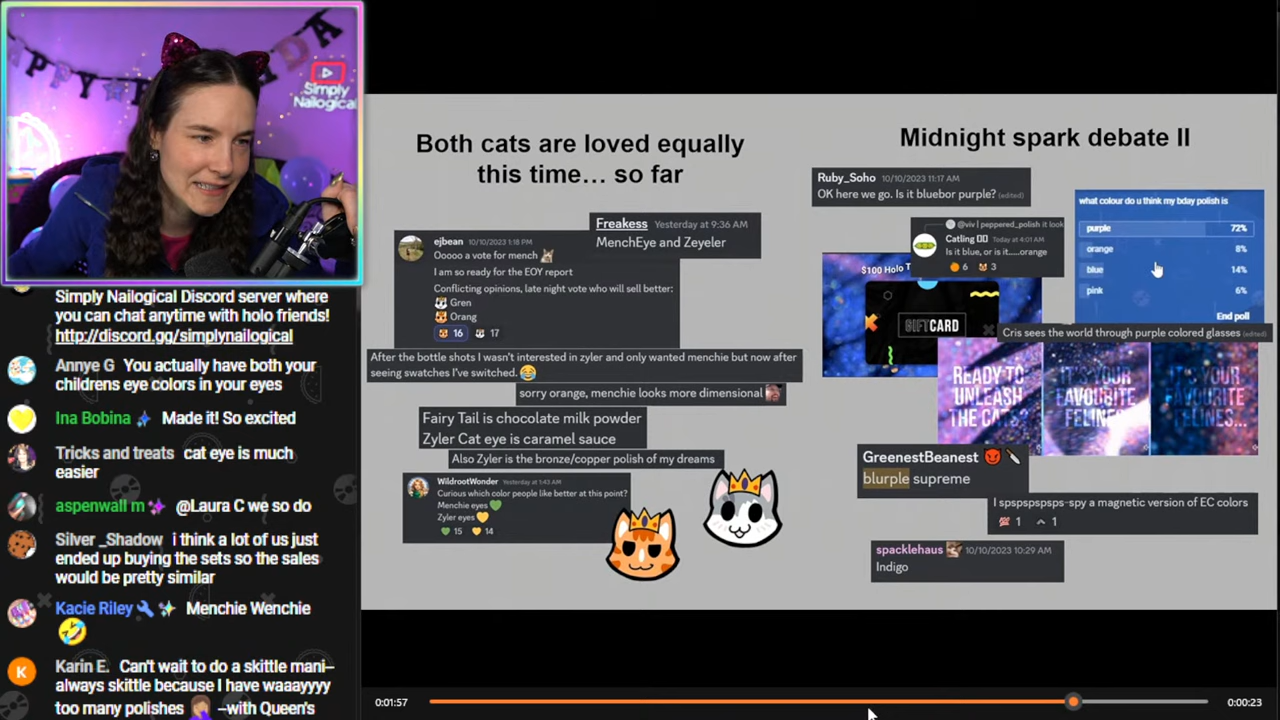 Simply
Nailogical
Simply Nailogical Discord server where
you can chat anytime with holo friends!
http://discord.gg/simplynailogical
Annye G You actually have both your
childrens eye colors in your eyes
Ina Bobina Made it! So excited
Tricks and treats cat eye is much
easier
aspenwall m @Laura C we so do
Silver _Shadow i think a lot of us just
ended up buying the sets so the sales
would be pretty similar
Kacie Riley Menchie Wenchie
K
Karin E. Can't wait to do a skittle mani–
always skittle because I have waaayyyy
too many polishes –with Queen's
Both cats are loved equally
this time... so far
Freakess Yesterday at 9:36 AM
MenchEye and Zeyeler
ejbean 10/10/2023 1:18 PM
Ooooo a vote for mench
I am so ready for the EOY report
Conflicting opinions, late night vote who will sell better:
Gren
Orang
16 17
After the bottle shots I wasn't interested in zyler and only wanted menchie but now after
seeing swatches I've switched.
sorry orange, menchie looks more dimensional
Fairy Tail is chocolate milk powder
Zyler Cat eye is caramel sauce
Also Zyler is the bronze/copper polish of my dreams
WildrootWonder Yesterday at 1:43 AM
Curious which color people like better at this point?
Menchie eyes
Zyler eyes
15 14
Midnight spark debate II
Ruby_Soho 10/10/2023 11:17 AM
OK here we go. Is it bluebor purple? (edited)
@viv | peppered_polish it look
Catling Today at 4:01 AM
Is it blue, or is it.....orange
6 3
what colour do u think my bday polish is
purple 72%
orange 8%
blue 14%
pink 6%
End poll
$100 Holo T
GIFTCARD
Cris sees the world through purple colored glasses (edited)
READY TO
UNLEASH
THE CATS?
IT'S YOUR
FAVOURITE
FELINE...
IT'S YOUR
FAVOURITE
FELINES...
GreenestBeanest
blurple supreme
I spspspspsps-spy a magnetic version of EC colors
1 1
spacklehaus 10/10/2023 10:29 AM
Indigo
0:01:57
0:00:23